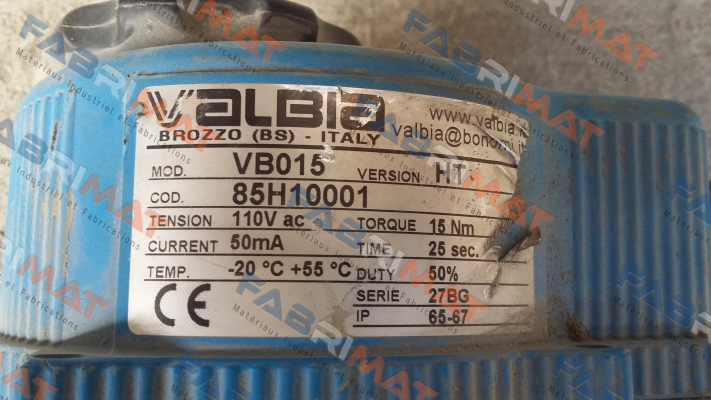 VALBIA
BROZZO (BS) - ITALY
www.valbia.i
valbia@bonomi.it
MOD. VB015 VERSION HT
COD. 85H10001
TENSION 110V ac TORQUE 15 Nm
CURRENT 50mA TIME 25 sec.
TEMP. -20 °C +55 °C DUTY 50%
CE SERIE 27BG
IP 65-67
FABRIMAT
Matériaux Industriel et Fabrications